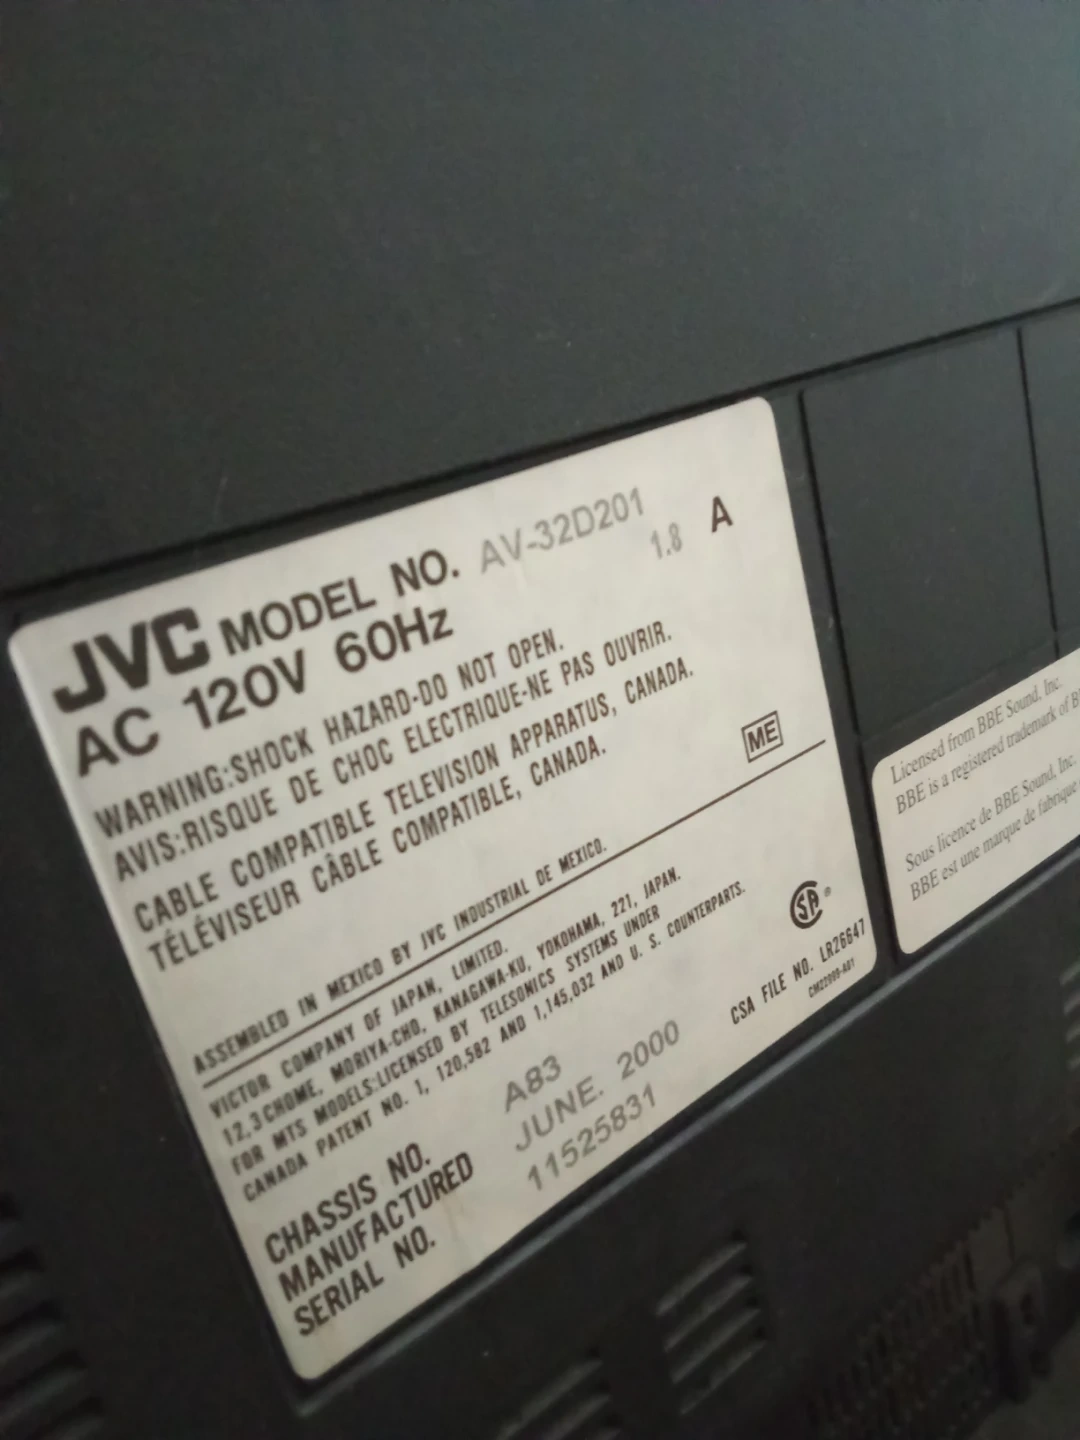 JVC MODEL NO. AV-32D201
AC 120V 60Hz 1.8 A
WARNING:SHOCK HAZARD-DO NOT OPEN.
AVIS:RISQUE DE CHOC ELECTRIQUE-NE PAS OUVRIR.
CABLE COMPATIBLE TELEVISION APPARATUS, CANADA.
TÉLÉVISEUR CÂBLE COMPATIBLE, CANADA.
ME
ASSEMBLED IN MEXICO BY JVC INDUSTRIAL DE MEXICO.
VICTOR COMPANY OF JAPAN, LIMITED.
12,3 CHOME, MORIYA-CHO, KANAGAWA-KU, YOKOHAMA, 221, JAPAN.
FOR MTS MODELS:LICENSED BY TELESONICS SYSTEMS UNDER
CANADA PATENT NO. 1, 120,582 AND 1,145,032 AND U. S. COUNTERPARTS.
SA ®
CSA FILE NO. LR26647
CM22909-A01
CHASSIS NO. A83
MANUFACTURED JUNE. 2000
SERIAL NO. 11525831
Licensed from BBE Sound, Inc.
BBE is a registered trademark of B
Sous licence de BBE Sound, Inc.
BBE est une marque de fabrique